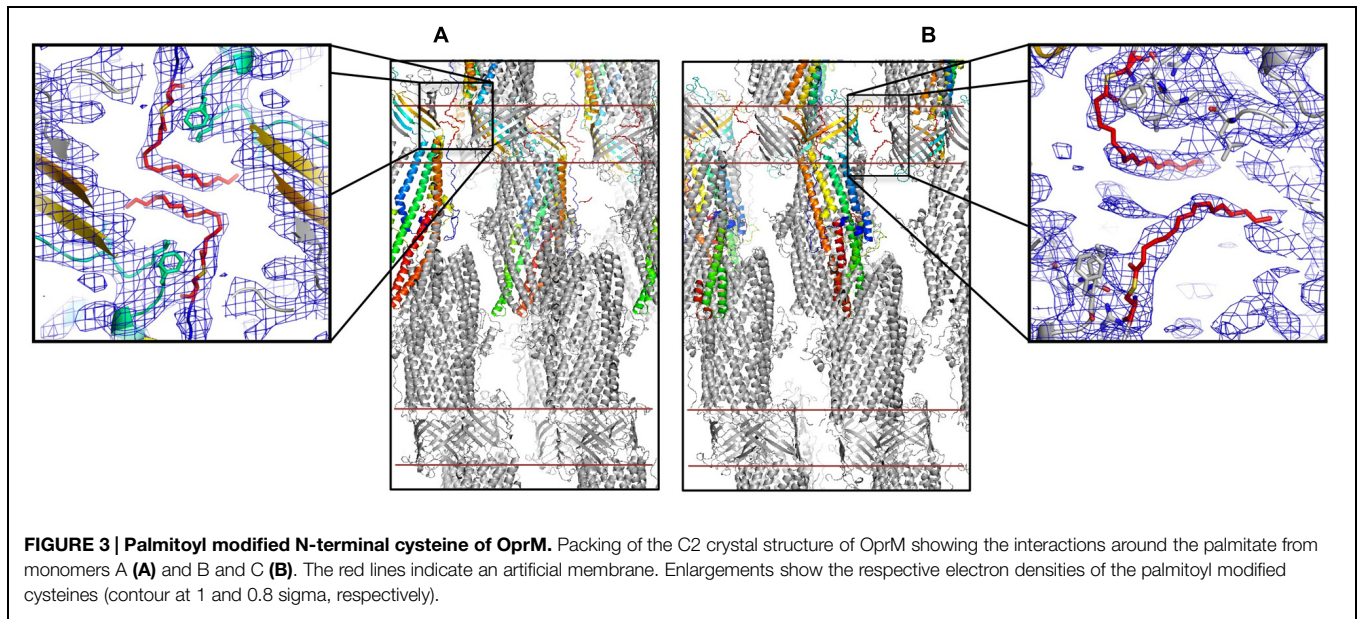 A
B
FIGURE 3 | Palmitoyl modified N-terminal cysteine of OprM. Packing of the C2 crystal structure of OprM showing the interactions around the palmitate from
monomers A (A) and B and C (B). The red lines indicate an artificial membrane. Enlargements show the respective electron densities of the palmitoyl modified
cysteines (contour at 1 and 0.8 sigma, respectively).